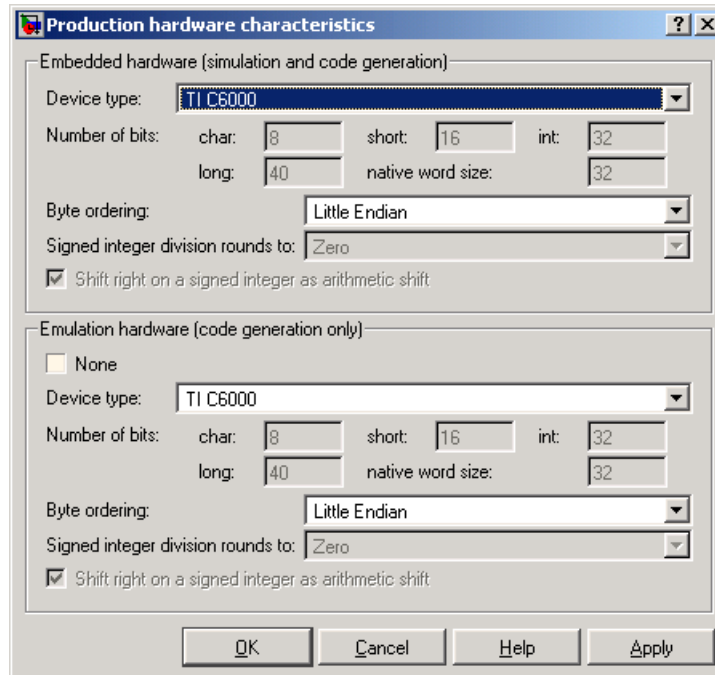 Production hardware characteristics
Embedded hardware (simulation and code generation)
Device type: TI C6000
Number of bits: char: 8 short: 16 int: 32
long: 40 native word size: 32
Byte ordering: Little Endian
Signed integer division rounds to: Zero
Shift right on a signed integer as arithmetic shift
Emulation hardware (code generation only)
None
Device type: TI C6000
Number of bits: char: 8 short: 16 int: 32
long: 40 native word size: 32
Byte ordering: Little Endian
Signed integer division rounds to: Zero
Shift right on a signed integer as arithmetic shift
OK Cancel Help Apply